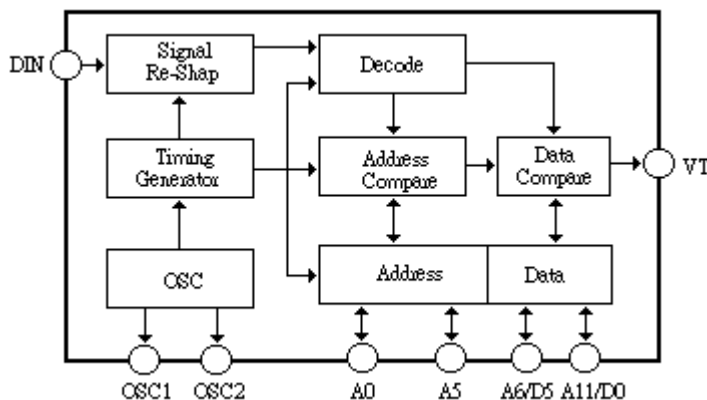 DIN
Signal
Re-Shap
Decode
Timing
Generator
Address
Compare
Data
Compare
VT
OSC
Address
Data
OSC1
OSC2
A0
A5
A6/D5
A11/D0